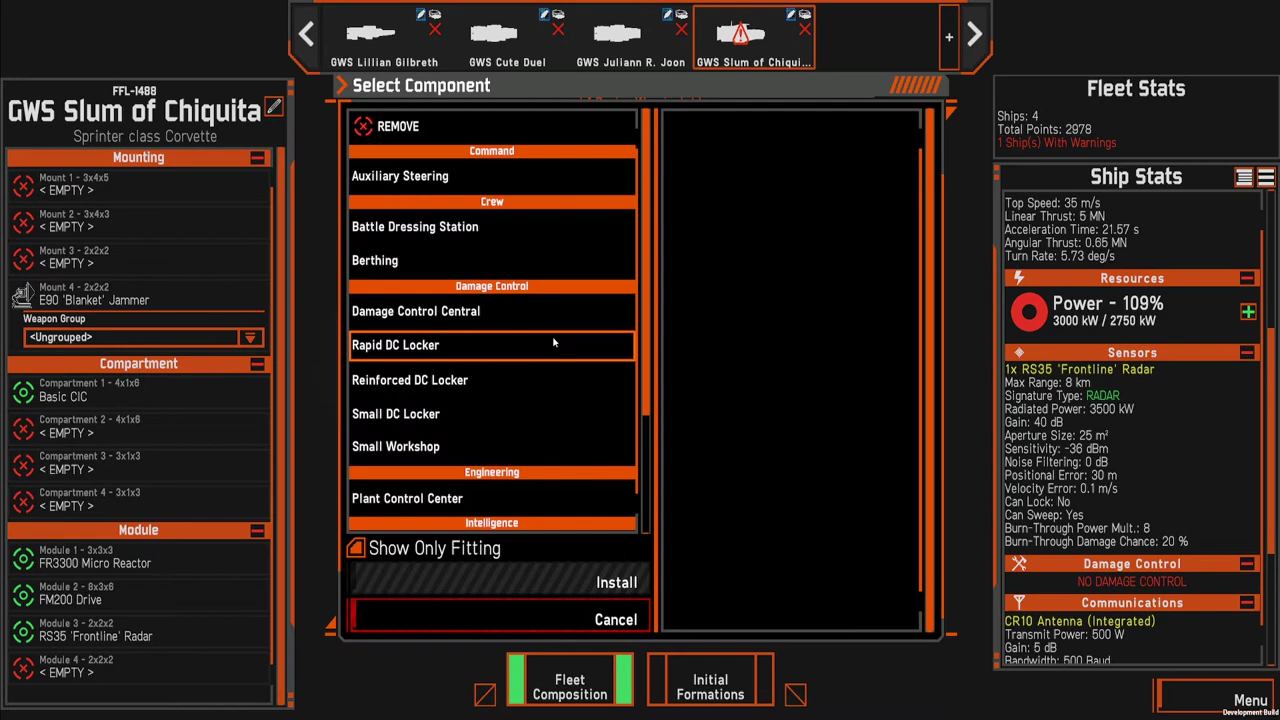 GWS Lillian Gilbreth
GWS Cute Duel
GWS Juliann R. Joon
GWS Slum of Chiqui...
+
FFL-1488
GWS Slum of Chiquita
Sprinter class Corvette
Mounting
Mount 1 - 3x4x5
< EMPTY >
Mount 2 - 3x4x3
< EMPTY >
Mount 3 - 2x2x2
< EMPTY >
Mount 4 - 2x2x2
E90 'Blanket' Jammer
Weapon Group
<Ungrouped>
Compartment
Compartment 1 - 4x1x6
Basic CIC
Compartment 2 - 4x1x6
< EMPTY >
Compartment 3 - 3x1x3
< EMPTY >
Compartment 4 - 3x1x3
< EMPTY >
Module
Module 1 - 3x3x3
FR3300 Micro Reactor
Module 2 - 8x3x6
FM200 Drive
Module 3 - 2x2x2
RS35 'Frontline' Radar
Module 4 - 2x2x2
< EMPTY >
Select Component
REMOVE
Command
Auxiliary Steering
Crew
Battle Dressing Station
Berthing
Damage Control
Damage Control Central
Rapid DC Locker
Reinforced DC Locker
Small DC Locker
Small Workshop
Engineering
Plant Control Center
Intelligence
Show Only Fitting
Install
Cancel
Fleet
Composition
Initial
Formations
Fleet Stats
Ships: 4
Total Points: 2978
1 Ship(s) With Warnings
Ship Stats
Top Speed: 35 m/s
Linear Thrust: 5 MN
Acceleration Time: 21.57 s
Angular Thrust: 0.65 MN
Turn Rate: 5.73 deg/s
Resources
Power - 109%
3000 kW / 2750 kW
Sensors
1x RS35 'Frontline' Radar
Max Range: 8 km
Signature Type: RADAR
Radiated Power: 3500 kW
Gain: 40 dB
Aperture Size: 25 m²
Sensitivity: -36 dBm
Noise Filtering: 0 dB
Positional Error: 30 m
Velocity Error: 0.1 m/s
Can Lock: No
Can Sweep: Yes
Burn-Through Power Mult.: 8
Burn-Through Damage Chance: 20 %
Damage Control
NO DAMAGE CONTROL
Communications
CR10 Antenna (Integrated)
Transmit Power: 500 W
Gain: 5 dB
Bandwidth: 500 Baud
Menu
Development Build